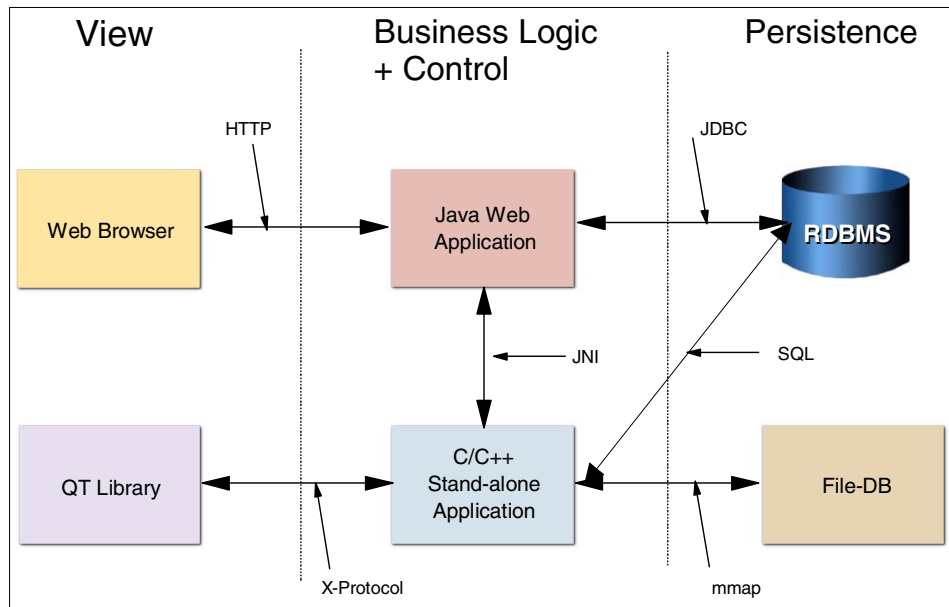 View
Business Logic
+ Control
Persistence
HTTP
JDBC
Web Browser
Java Web
Application
RDBMS
JNI
SQL
QT Library
C/C++
Stand-alone
Application
File-DB
X-Protocol
mmap